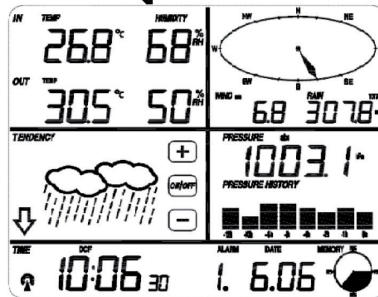 IN TEMP HUMIDITY
26.8 °C 68 % RH
OUT TEMP
30.5 °C 50 % RH
N
NW NE
W E
SW SE
S
WIND RAIN
6.8 307.8
TENDENCY
+
ON/OFF
−
PRESSURE abs
1003.1
PRESSURE HISTORY
TIME DCF
10:06 30
ALARM DATE MEMORY
1. 6.06